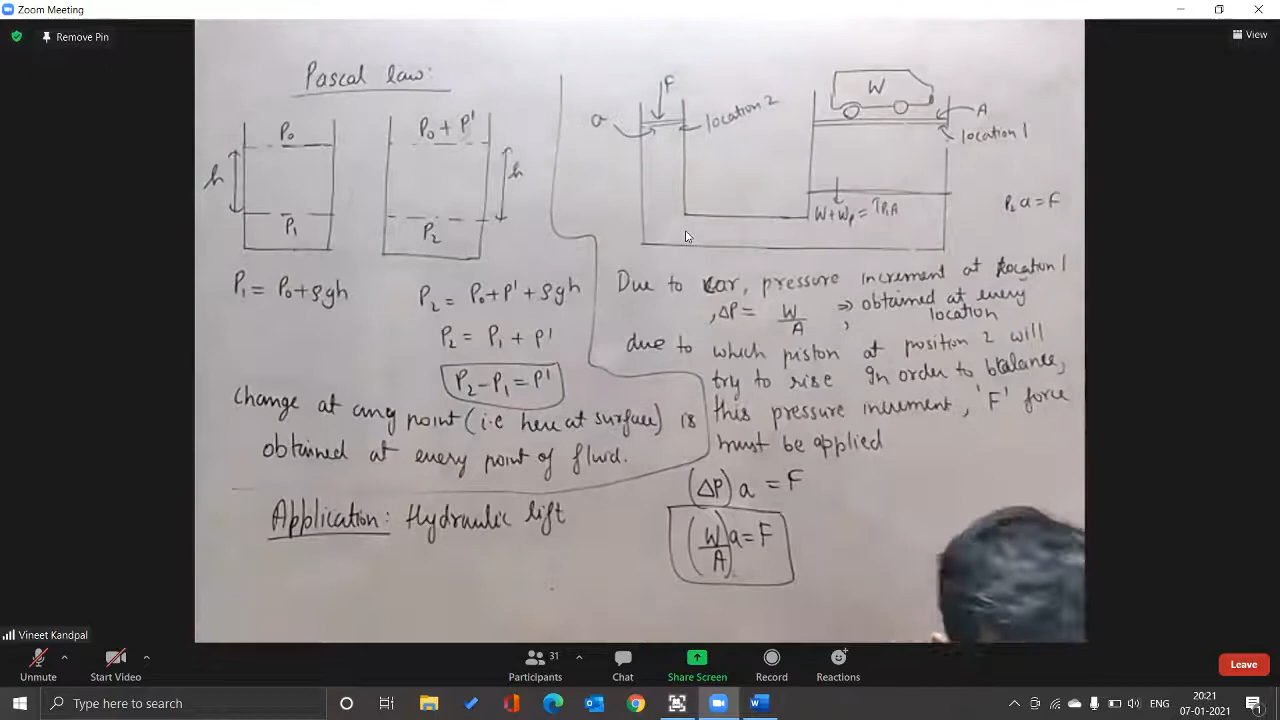 Zoom Meeting
Remove Pin
View
Pascal law:
P₀
P₀ + P'
h
h
P₁
P₂
P₁ = P₀+ρgh
P₂ = P₀+P'+ρgh
P₂ = P₁ + P'
P₂-P₁=P'
Change at any point (i.e here at surface) is
obtained at every point of fluid.
Application: Hydraulic lift
F
a
location 2
W
A
location 1
P₂ a = F
Due to car, pressure increment at location 1
, ΔP = W/A , ⇒ obtained at every
location
due to which piston at position 2 will
try to rise In order to balance,
this pressure increment, 'F' force
must be applied
(ΔP) a = F
(W/A) a = F
Vineet Kandpal
Unmute
Start Video
31
Participants
Chat
Share Screen
Record
Reactions
Leave
Type here to search
ENG
20:21
07-01-2021